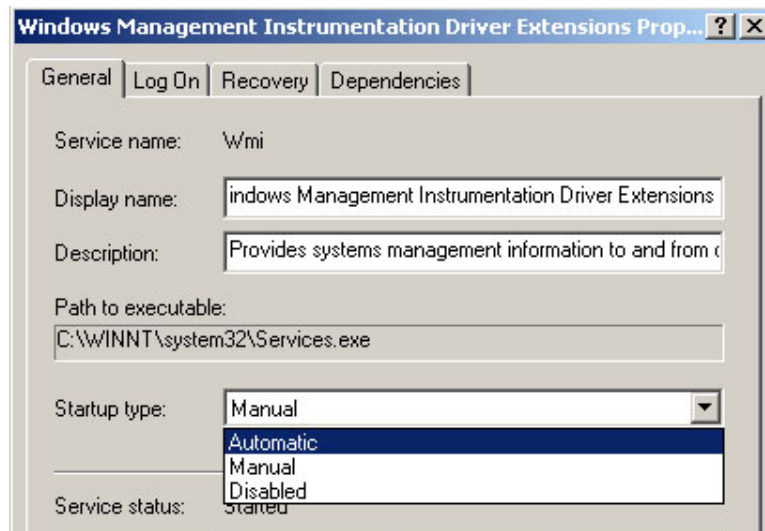 Windows Management Instrumentation Driver Extensions Prop... ? X
General Log On Recovery Dependencies
Service name: Wmi
Display name: indows Management Instrumentation Driver Extensions
Description: Provides systems management information to and from
Path to executable:
C:\WINNT\system32\Services.exe
Startup type: Manual
Automatic
Manual
Disabled
Service status: Started